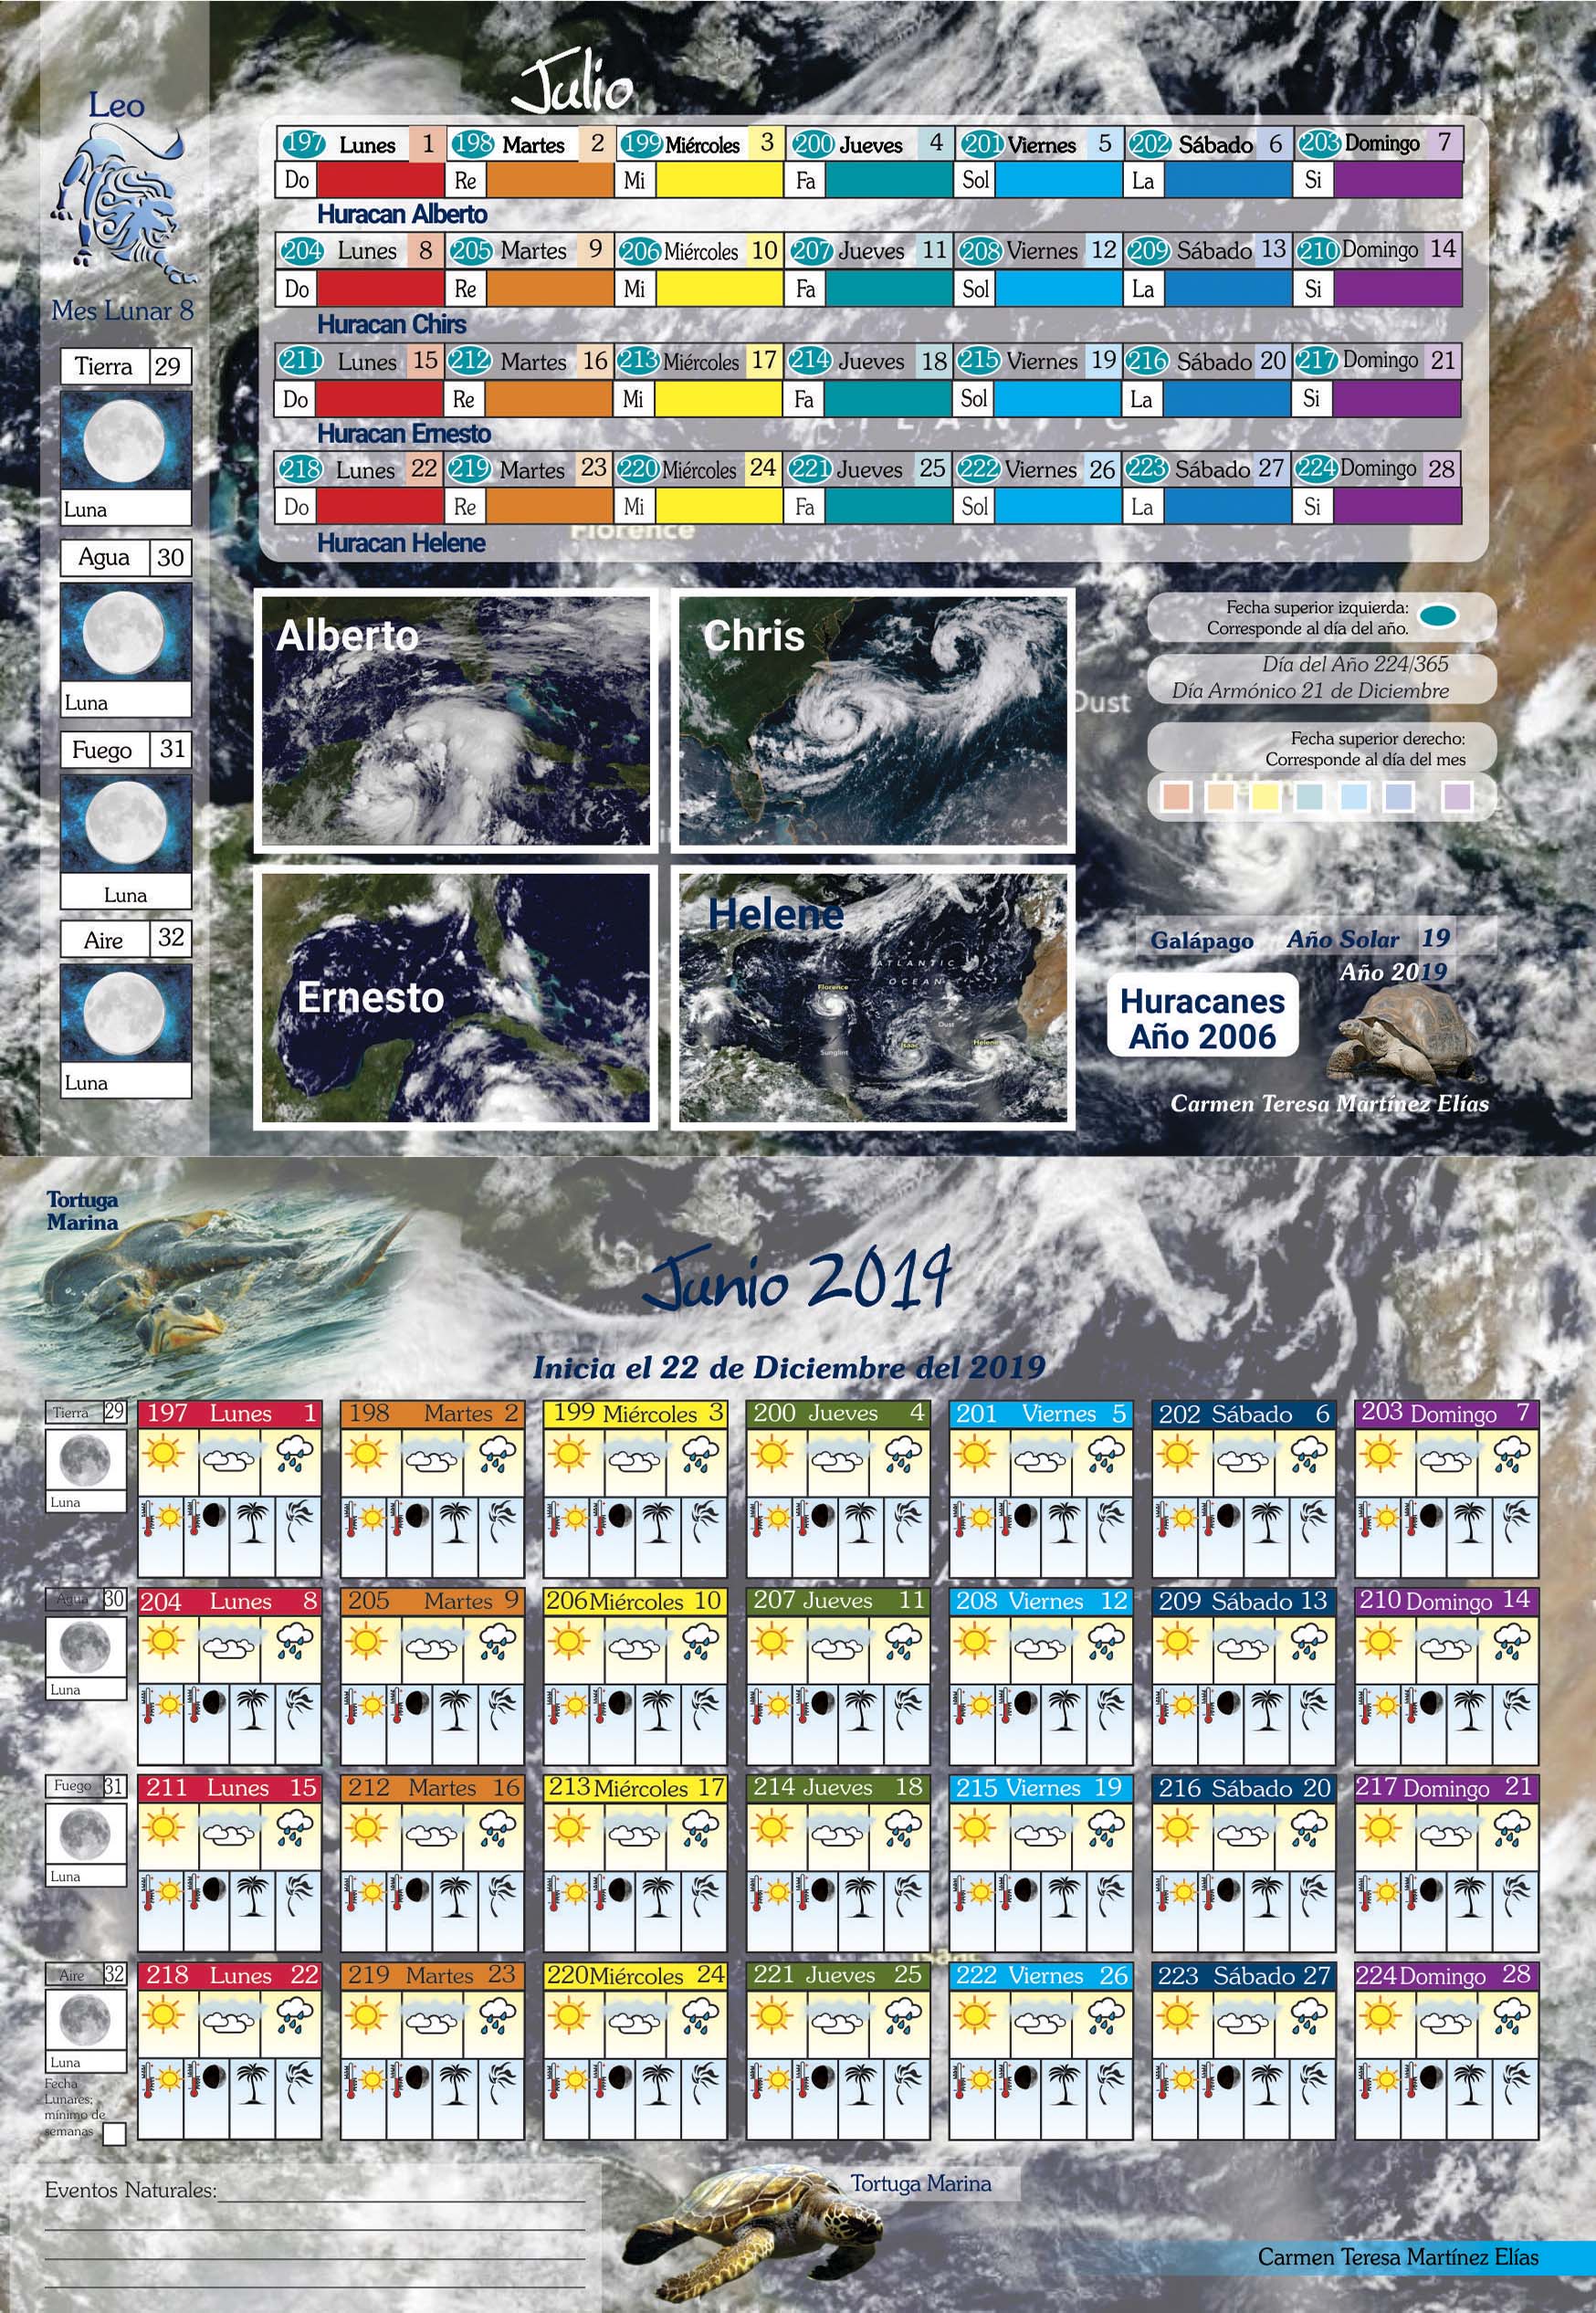 Julio
Leo
Mes Lunar 8
Tierra 29
Luna
Agua 30
Luna
Fuego 31
Luna
Aire 32
Luna
197 Lunes 1 198 Martes 2 199 Miércoles 3 200 Jueves 4 201 Viernes 5 202 Sábado 6 203 Domingo 7
Do Re Mi Fa Sol La Si
Huracan Alberto
204 Lunes 8 205 Martes 9 206 Miércoles 10 207 Jueves 11 208 Viernes 12 209 Sábado 13 210 Domingo 14
Do Re Mi Fa Sol La Si
Huracan Chirs
211 Lunes 15 212 Martes 16 213 Miércoles 17 214 Jueves 18 215 Viernes 19 216 Sábado 20 217 Domingo 21
Do Re Mi Fa Sol La Si
Huracan Ernesto
218 Lunes 22 219 Martes 23 220 Miércoles 24 221 Jueves 25 222 Viernes 26 223 Sábado 27 224 Domingo 28
Do Re Mi Fa Sol La Si
Florence
Huracan Helene
Alberto
Chris
Ernesto
Helene
ATLANTIC
OCEAN
Florence
Dust
Sunglint
Isaac
Helene
Dust
Fecha superior izquierda:
Corresponde al día del año.
Día del Año 224/365
Día Armónico 21 de Diciembre
Fecha superior derecho:
Corresponde al día del mes
Galápago Año Solar 19
Año 2019
Huracanes
Año 2006
Carmen Teresa Martínez Elías
Tortuga
Marina
Junio 2019
Inicia el 22 de Diciembre del 2019
Tierra 29
Luna
197 Lunes 1 198 Martes 2 199 Miércoles 3 200 Jueves 4 201 Viernes 5 202 Sábado 6 203 Domingo 7
Agua 30
Luna
204 Lunes 8 205 Martes 9 206 Miércoles 10 207 Jueves 11 208 Viernes 12 209 Sábado 13 210 Domingo 14
Fuego 31
Luna
211 Lunes 15 212 Martes 16 213 Miércoles 17 214 Jueves 18 215 Viernes 19 216 Sábado 20 217 Domingo 21
Aire 32
Luna
218 Lunes 22 219 Martes 23 220 Miércoles 24 221 Jueves 25 222 Viernes 26 223 Sábado 27 224 Domingo 28
Fecha
Lunares;
mínimo de
semanas
Eventos Naturales:
Tortuga Marina
Carmen Teresa Martínez Elías